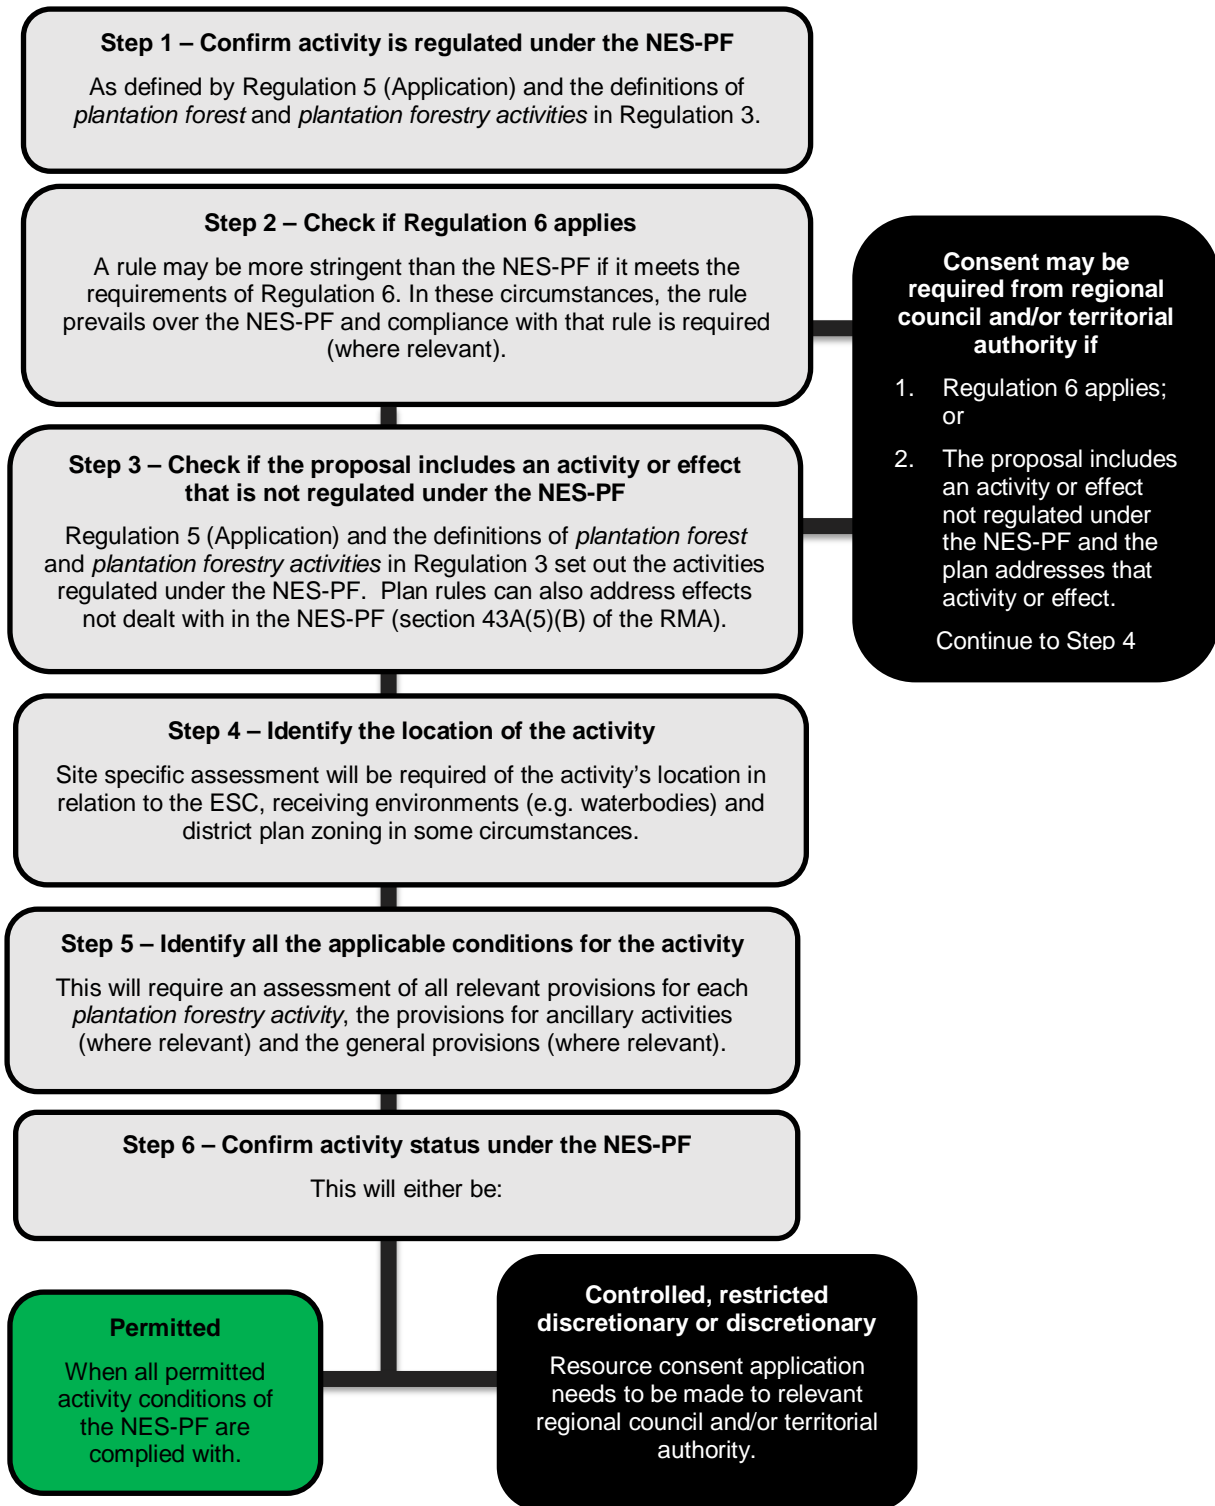 Step 1 – Confirm activity is regulated under the NES-PF
As defined by Regulation 5 (Application) and the definitions of
plantation forest and plantation forestry activities in Regulation 3.
Step 2 – Check if Regulation 6 applies
A rule may be more stringent than the NES-PF if it meets the
requirements of Regulation 6. In these circumstances, the rule
prevails over the NES-PF and compliance with that rule is required
(where relevant).
Consent may be
required from regional
council and/or territorial
authority if
1. Regulation 6 applies;
or
2. The proposal includes
an activity or effect
not regulated under
the NES-PF and the
plan addresses that
activity or effect.
Continue to Step 4
Step 3 – Check if the proposal includes an activity or effect
that is not regulated under the NES-PF
Regulation 5 (Application) and the definitions of plantation forest
and plantation forestry activities in Regulation 3 set out the activities
regulated under the NES-PF. Plan rules can also address effects
not dealt with in the NES-PF (section 43A(5)(B) of the RMA).
Step 4 – Identify the location of the activity
Site specific assessment will be required of the activity's location in
relation to the ESC, receiving environments (e.g. waterbodies) and
district plan zoning in some circumstances.
Step 5 – Identify all the applicable conditions for the activity
This will require an assessment of all relevant provisions for each
plantation forestry activity, the provisions for ancillary activities
(where relevant) and the general provisions (where relevant).
Step 6 – Confirm activity status under the NES-PF
This will either be:
Permitted
When all permitted
activity conditions of
the NES-PF are
complied with.
Controlled, restricted
discretionary or discretionary
Resource consent application
needs to be made to relevant
regional council and/or territorial
authority.